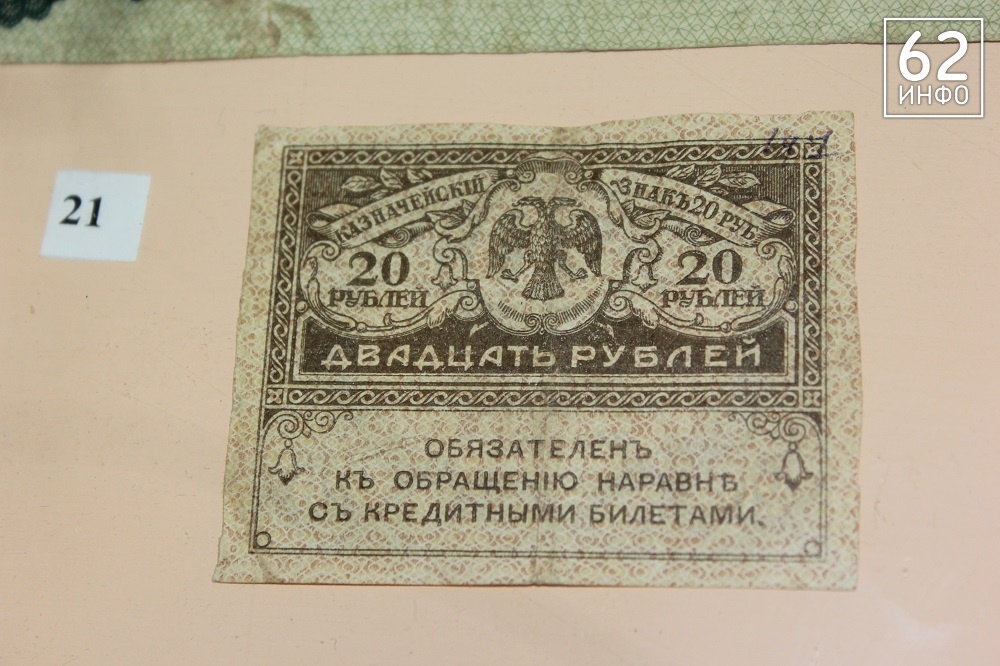 62
ИНФО
21
КАЗНАЧЕЙСКІЙ ЗНАКЪ 20 РУБ.
20 20
РУБЛЕЙ РУБЛЕЙ
ДВАДЦАТЬ РУБЛЕЙ
ОБЯЗАТЕЛЕНЪ
КЪ ОБРАЩЕНІЮ НАРАВНѢ
СЪ КРЕДИТНЫМИ БИЛЕТАМИ.